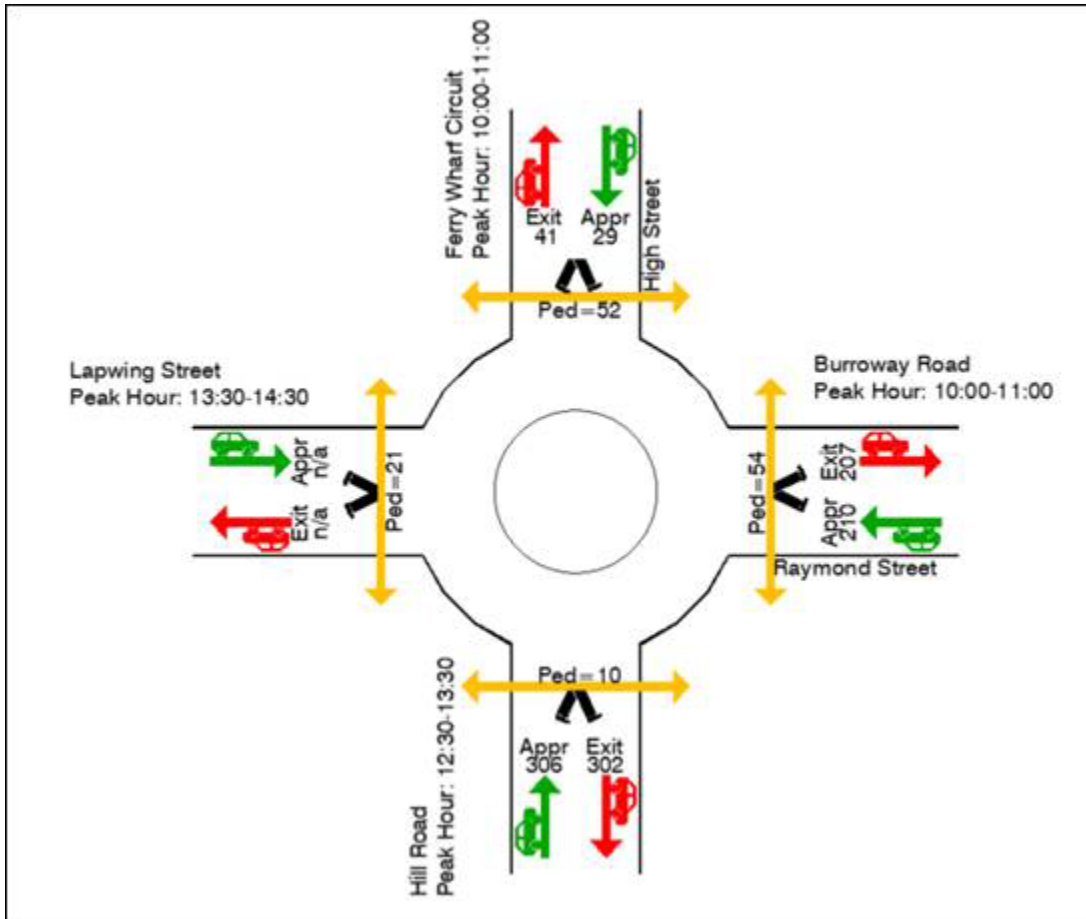 Ferry Wharf Circuit
Peak Hour: 10:00-11:00
Exit
41
Appr
29
High Street
Ped=52
Lapwing Street
Peak Hour: 13:30-14:30
Burroway Road
Peak Hour: 10:00-11:00
Appr
n/a
Exit
n/a
Ped=21
Ped=54
Exit
207
Appr
210
Raymond Street
Ped=10
Hill Road
Peak Hour: 12:30-13:30
Appr
306
Exit
302